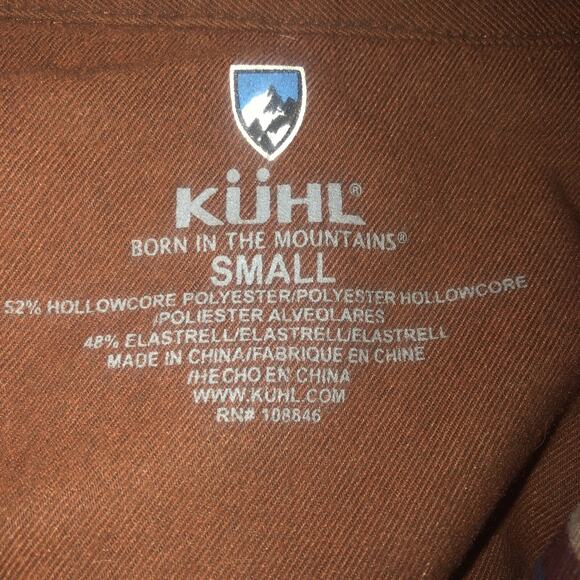 KÜHL®
BORN IN THE MOUNTAINS®
SMALL
52% HOLLOWCORE POLYESTER/POLYESTER HOLLOWCORE
/POLIESTER ALVEOLARES
48% ELASTRELL/ELASTRELL/ELASTRELL
MADE IN CHINA/FABRIQUE EN CHINE
/HECHO EN CHINA
WWW.KUHL.COM
RN# 108846